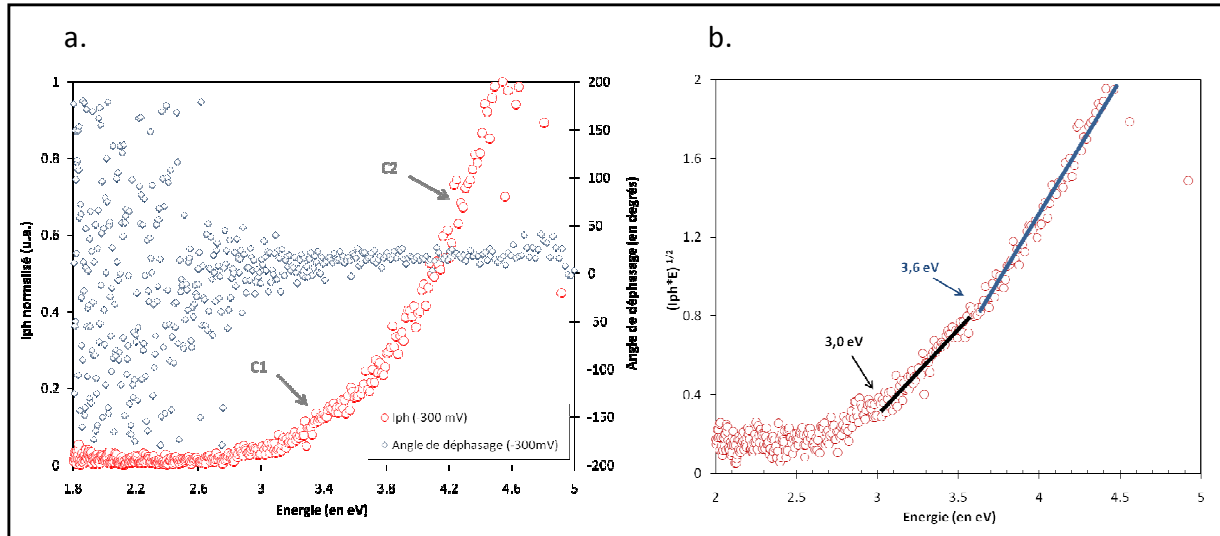 a.
Iph normalisé (u.a.)
1
0.8
0.6
0.4
0.2
0
C1
C2
200
150
100
50
0
-50
-100
-150
-200
Angle de déphasage (en degrés)
Iph (-300 mV)
Angle de déphasage (-300mV)
1.8 2.2 2.6 3 3.4 3.8 4.2 4.6 5
Energie (en eV)
b.
(Iph*E) 1/2
2
1.6
1.2
0.8
0.4
0
3,6 eV
3,0 eV
2 2.5 3 3.5 4 4.5 5
Energie (en eV)